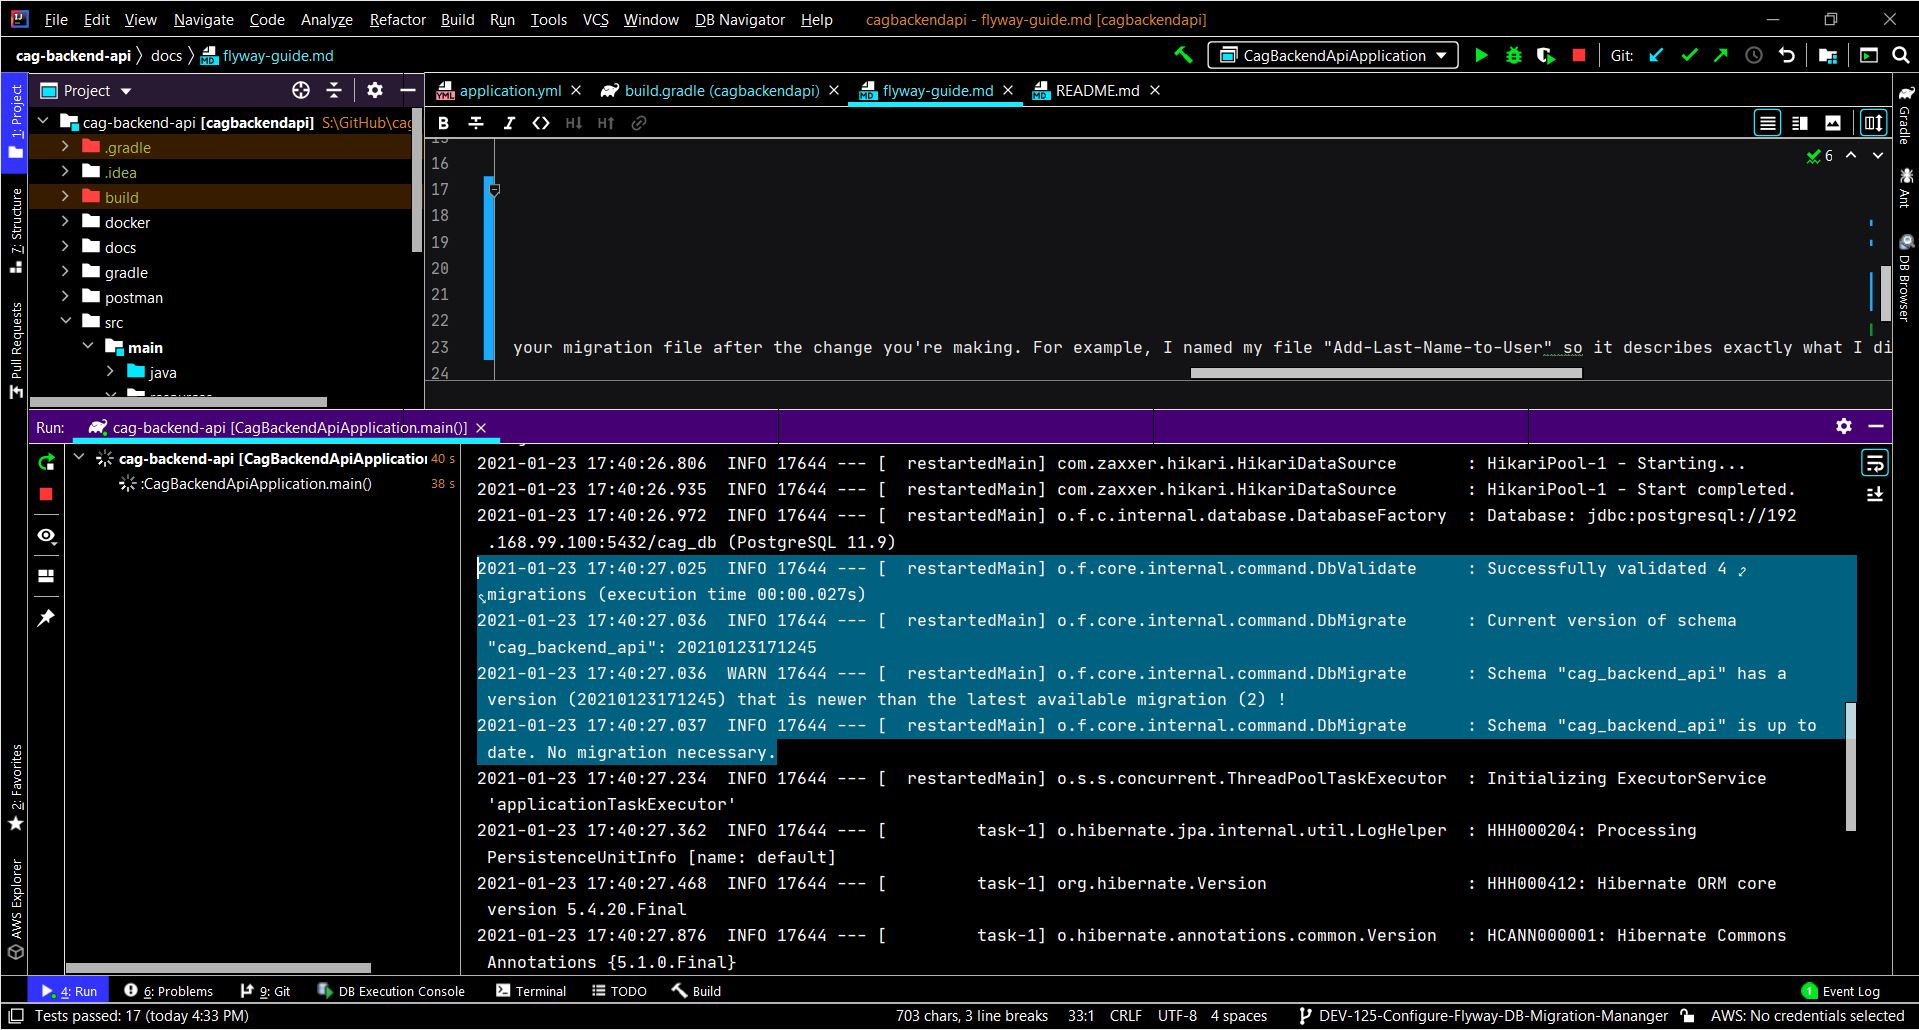 File Edit View Navigate Code Analyze Refactor Build Run Tools VCS Window DB Navigator Help cagbackendapi - flyway-guide.md [cagbackendapi]
cag-backend-api docs flyway-guide.md CagBackendApiApplication Git:
Project application.yml build.gradle (cagbackendapi) flyway-guide.md README.md
cag-backend-api [cagbackendapi] S:\GitHub\cag
.gradle
.idea
build
docker
docs
gradle
postman
src
main
java
resources
1: Project
7: Structure
Pull Requests
2: Favorites
AWS Explorer
Gradle
Ant
DB Browser
B I H↓ H↑
6
15
16
17
18
19
20
21
22
23 your migration file after the change you're making. For example, I named my file "Add-Last-Name-to-User" so it describes exactly what I di
24
Run: cag-backend-api [CagBackendApiApplication.main()]
cag-backend-api [CagBackendApiApplication 40 s
:CagBackendApiApplication.main() 38 s
2021-01-23 17:40:26.806 INFO 17644 --- [ restartedMain] com.zaxxer.hikari.HikariDataSource : HikariPool-1 - Starting...
2021-01-23 17:40:26.935 INFO 17644 --- [ restartedMain] com.zaxxer.hikari.HikariDataSource : HikariPool-1 - Start completed.
2021-01-23 17:40:26.972 INFO 17644 --- [ restartedMain] o.f.c.internal.database.DatabaseFactory : Database: jdbc:postgresql://192
.168.99.100:5432/cag_db (PostgreSQL 11.9)
2021-01-23 17:40:27.025 INFO 17644 --- [ restartedMain] o.f.core.internal.command.DbValidate : Successfully validated 4
migrations (execution time 00:00.027s)
2021-01-23 17:40:27.036 INFO 17644 --- [ restartedMain] o.f.core.internal.command.DbMigrate : Current version of schema
"cag_backend_api": 20210123171245
2021-01-23 17:40:27.036 WARN 17644 --- [ restartedMain] o.f.core.internal.command.DbMigrate : Schema "cag_backend_api" has a
version (20210123171245) that is newer than the latest available migration (2) !
2021-01-23 17:40:27.037 INFO 17644 --- [ restartedMain] o.f.core.internal.command.DbMigrate : Schema "cag_backend_api" is up to
date. No migration necessary.
2021-01-23 17:40:27.234 INFO 17644 --- [ restartedMain] o.s.s.concurrent.ThreadPoolTaskExecutor : Initializing ExecutorService
'applicationTaskExecutor'
2021-01-23 17:40:27.362 INFO 17644 --- [ task-1] o.hibernate.jpa.internal.util.LogHelper : HHH000204: Processing
PersistenceUnitInfo [name: default]
2021-01-23 17:40:27.468 INFO 17644 --- [ task-1] org.hibernate.Version : HHH000412: Hibernate ORM core
version 5.4.20.Final
2021-01-23 17:40:27.876 INFO 17644 --- [ task-1] o.hibernate.annotations.common.Version : HCANN000001: Hibernate Commons
Annotations {5.1.0.Final}
4: Run 6: Problems 9: Git DB Execution Console Terminal TODO Build 1 Event Log
Tests passed: 17 (today 4:33 PM) 703 chars, 3 line breaks 33:1 CRLF UTF-8 4 spaces DEV-125-Configure-Flyway-DB-Migration-Mananger AWS: No credentials selected